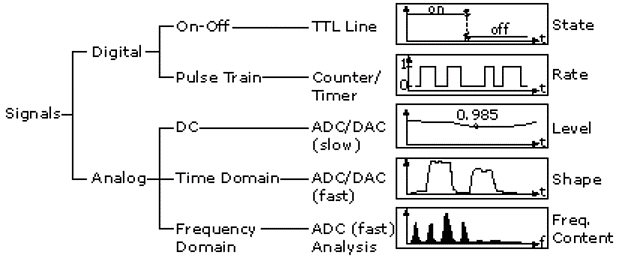 on
On-Off
TTL Line
off
t
State
Digital
1
Pulse Train
Counter/
Timer
0
t
Rate
Signals
0.985
DC
ADC/DAC
(slow)
t
Level
Analog
Time Domain
ADC/DAC
(fast)
t
Shape
Frequency
Domain
ADC (fast)
Analysis
f
Freq.
Content